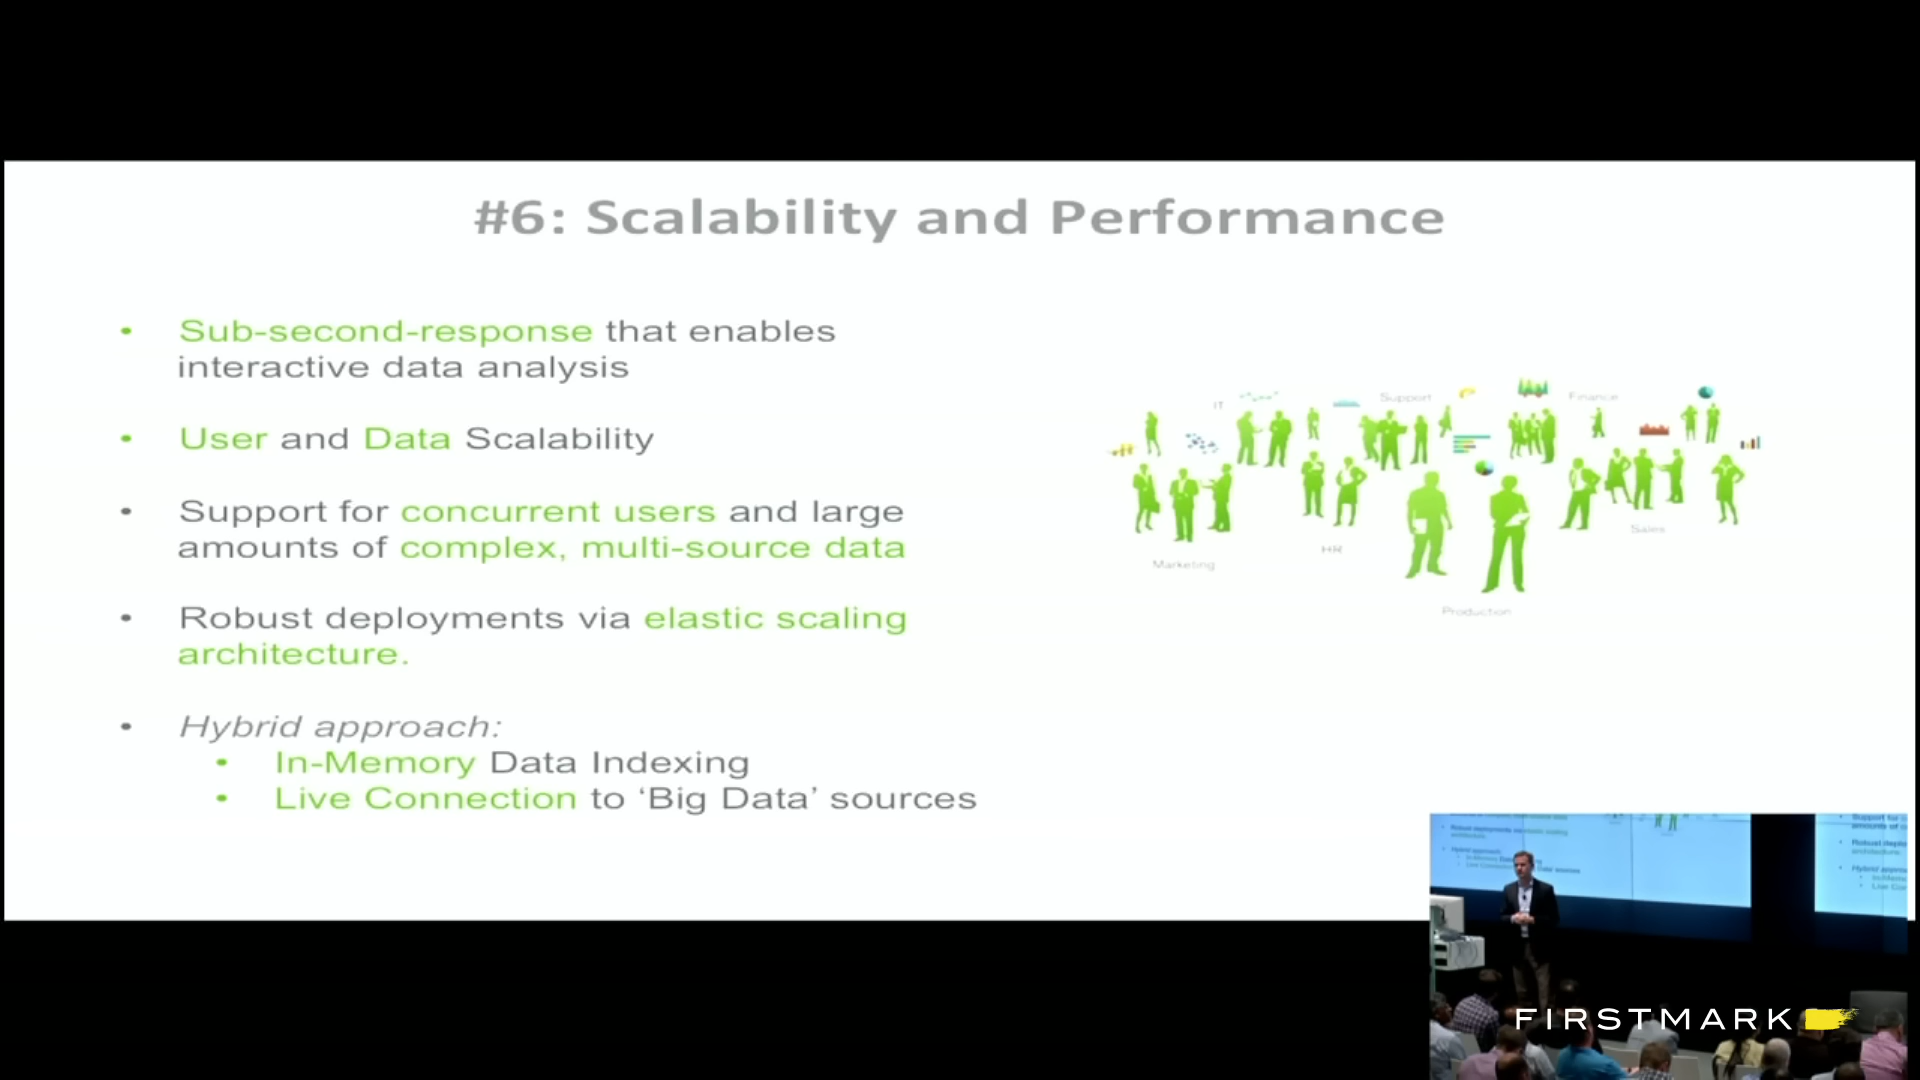 #6: Scalability and Performance
• Sub-second-response that enables
interactive data analysis
• User and Data Scalability
• Support for concurrent users and large
amounts of complex, multi-source data
• Robust deployments via elastic scaling
architecture.
• Hybrid approach:
• In-Memory Data Indexing
• Live Connection to ‘Big Data’ sources
IT
Support
Finance
Marketing
HR
Sales
Production
FIRSTMARK